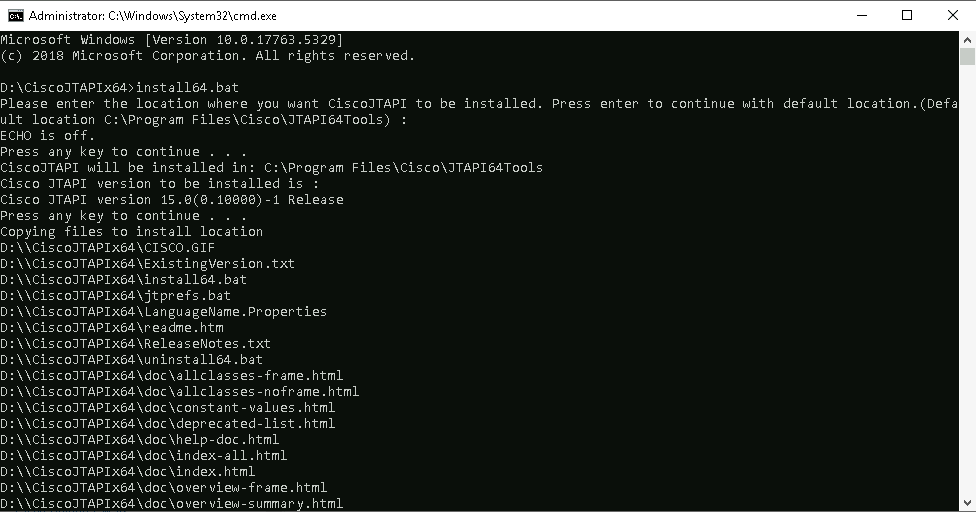 Administrator: C:\Windows\System32\cmd.exe
Microsoft Windows [Version 10.0.17763.5329]
(c) 2018 Microsoft Corporation. All rights reserved.
D:\CiscoJTAPIx64>install64.bat
Please enter the location where you want CiscoJTAPI to be installed. Press enter to continue with default location.(Defa
ult location C:\Program Files\Cisco\JTAPI64Tools) :
ECHO is off.
Press any key to continue . . .
CiscoJTAPI will be installed in: C:\Program Files\Cisco\JTAPI64Tools
Cisco JTAPI version to be installed is :
Cisco JTAPI version 15.0(0.10000)-1 Release
Press any key to continue . . .
Copying files to install location
D:\\CiscoJTAPIx64\CISCO.GIF
D:\\CiscoJTAPIx64\ExistingVersion.txt
D:\\CiscoJTAPIx64\install64.bat
D:\\CiscoJTAPIx64\jtprefs.bat
D:\\CiscoJTAPIx64\LanguageName.Properties
D:\\CiscoJTAPIx64\readme.htm
D:\\CiscoJTAPIx64\ReleaseNotes.txt
D:\\CiscoJTAPIx64\uninstall64.bat
D:\\CiscoJTAPIx64\doc\allclasses-frame.html
D:\\CiscoJTAPIx64\doc\allclasses-noframe.html
D:\\CiscoJTAPIx64\doc\constant-values.html
D:\\CiscoJTAPIx64\doc\deprecated-list.html
D:\\CiscoJTAPIx64\doc\help-doc.html
D:\\CiscoJTAPIx64\doc\index-all.html
D:\\CiscoJTAPIx64\doc\index.html
D:\\CiscoJTAPIx64\doc\overview-frame.html
D:\\CiscoJTAPIx64\doc\overview-summary.html